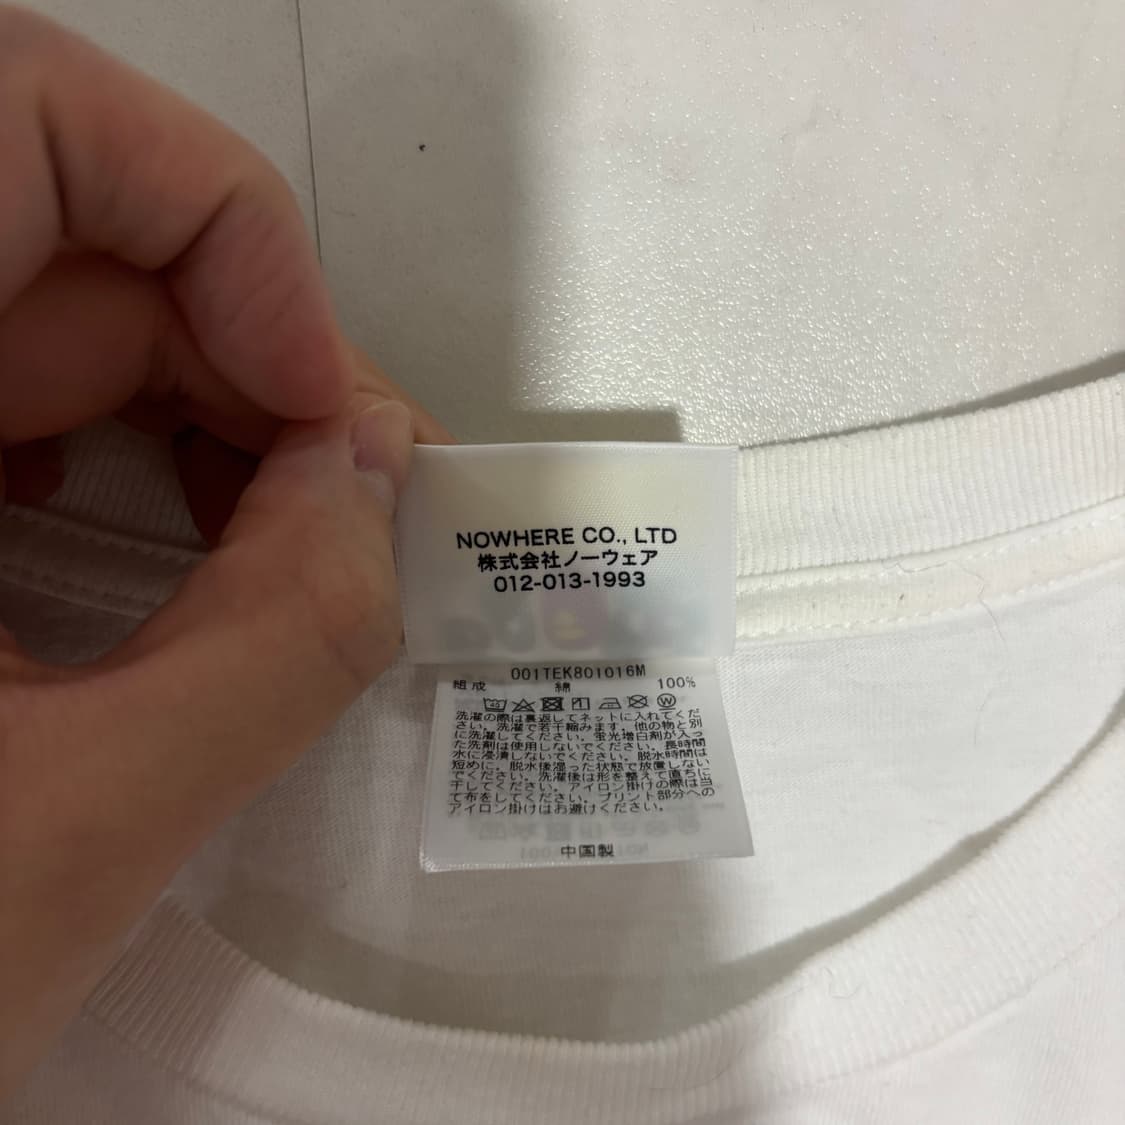 NOWHERE CO., LTD
株式会社ノーウェア
012-013-1993
001TEK801016M
組成 綿 100%
洗濯の際は裏返してネットに入れてくだ
さい。洗濯で若干縮みます。他の物と別
に洗濯してください。蛍光増白剤が入っ
た洗剤は使用しないでください。長時間
水に浸漬しないでください。脱水時間は
短めに。脱水後湿った状態で放置しない
でください。洗濯後は形を整えて直ちに
干してください。アイロン掛けの際は当
て布をしてください。プリント部分への
アイロン掛けはお避けください。
中国製